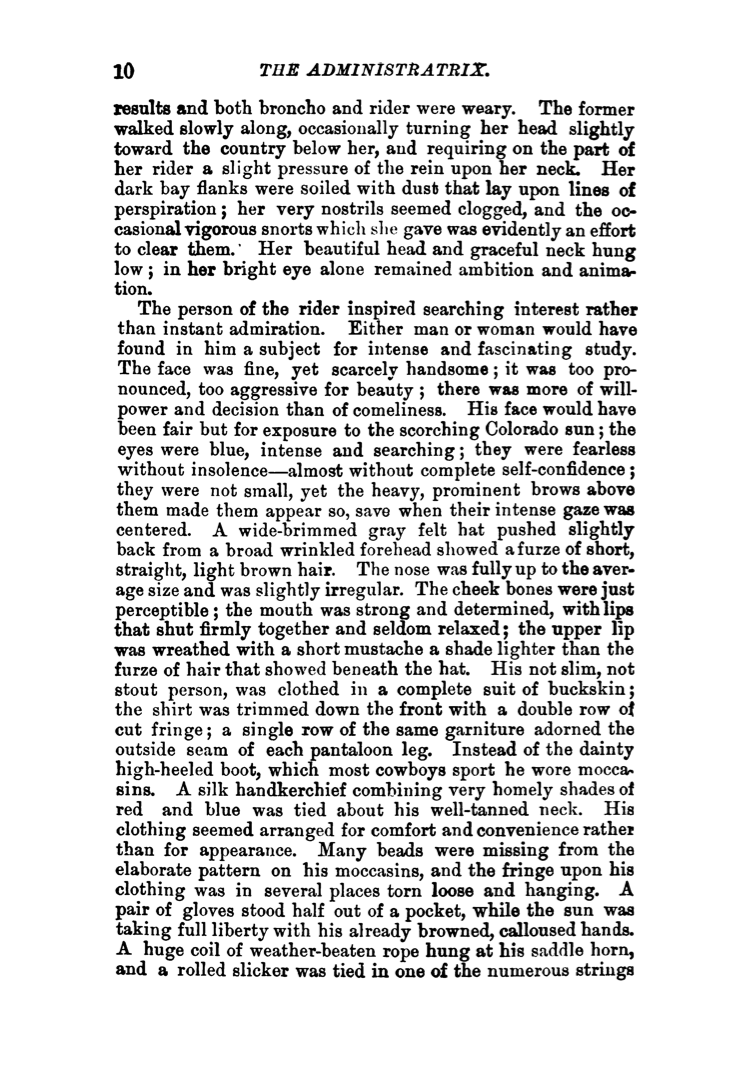 10 THE ADMINISTRATRIX.
results and both broncho and rider were weary. The former
walked slowly along, occasionally turning her head slightly
toward the country below her, and requiring on the part of
her rider a slight pressure of the rein upon her neck. Her
dark bay flanks were soiled with dust that lay upon lines of
perspiration; her very nostrils seemed clogged, and the oc-
casional vigorous snorts which she gave was evidently an effort
to clear them. Her beautiful head and graceful neck hung
low; in her bright eye alone remained ambition and anima-
tion.
The person of the rider inspired searching interest rather
than instant admiration. Either man or woman would have
found in him a subject for intense and fascinating study.
The face was fine, yet scarcely handsome; it was too pro-
nounced, too aggressive for beauty; there was more of will-
power and decision than of comeliness. His face would have
been fair but for exposure to the scorching Colorado sun; the
eyes were blue, intense and searching; they were fearless
without insolence—almost without complete self-confidence;
they were not small, yet the heavy, prominent brows above
them made them appear so, save when their intense gaze was
centered. A wide-brimmed gray felt hat pushed slightly
back from a broad wrinkled forehead showed a furze of short,
straight, light brown hair. The nose was fully up to the aver-
age size and was slightly irregular. The cheek bones were just
perceptible; the mouth was strong and determined, with lips
that shut firmly together and seldom relaxed; the upper lip
was wreathed with a short mustache a shade lighter than the
furze of hair that showed beneath the hat. His not slim, not
stout person, was clothed in a complete suit of buckskin;
the shirt was trimmed down the front with a double row of
cut fringe; a single row of the same garniture adorned the
outside seam of each pantaloon leg. Instead of the dainty
high-heeled boot, which most cowboys sport he wore mocca-
sins. A silk handkerchief combining very homely shades of
red and blue was tied about his well-tanned neck. His
clothing seemed arranged for comfort and convenience rather
than for appearance. Many beads were missing from the
elaborate pattern on his moccasins, and the fringe upon his
clothing was in several places torn loose and hanging. A
pair of gloves stood half out of a pocket, while the sun was
taking full liberty with his already browned, calloused hands.
A huge coil of weather-beaten rope hung at his saddle horn,
and a rolled slicker was tied in one of the numerous strings